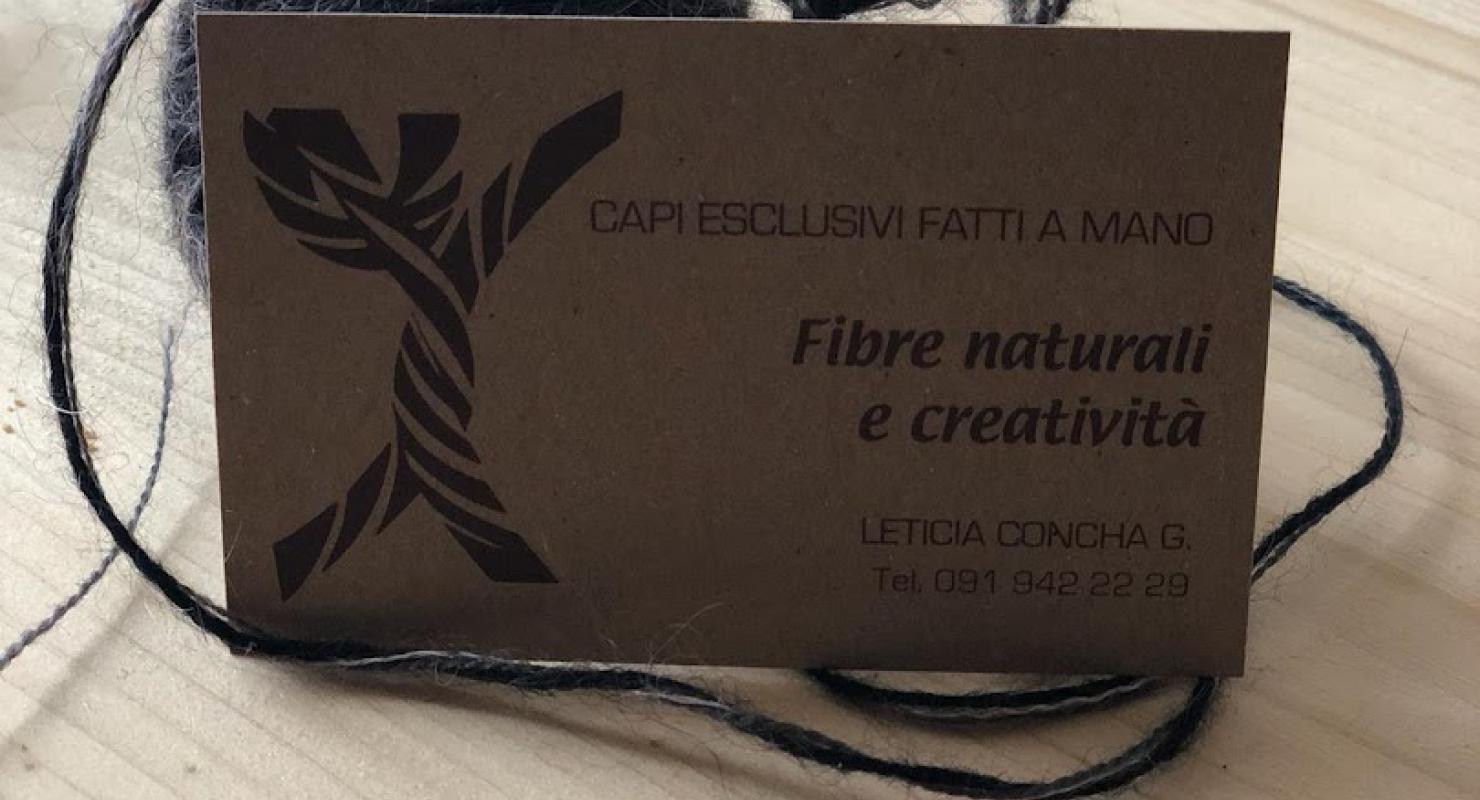 CAPI ESCLUSIVI FATTI A MANO
Fibre naturali
e creatività
LETICIA CONCHA G.
Tel. 091 942 22 29